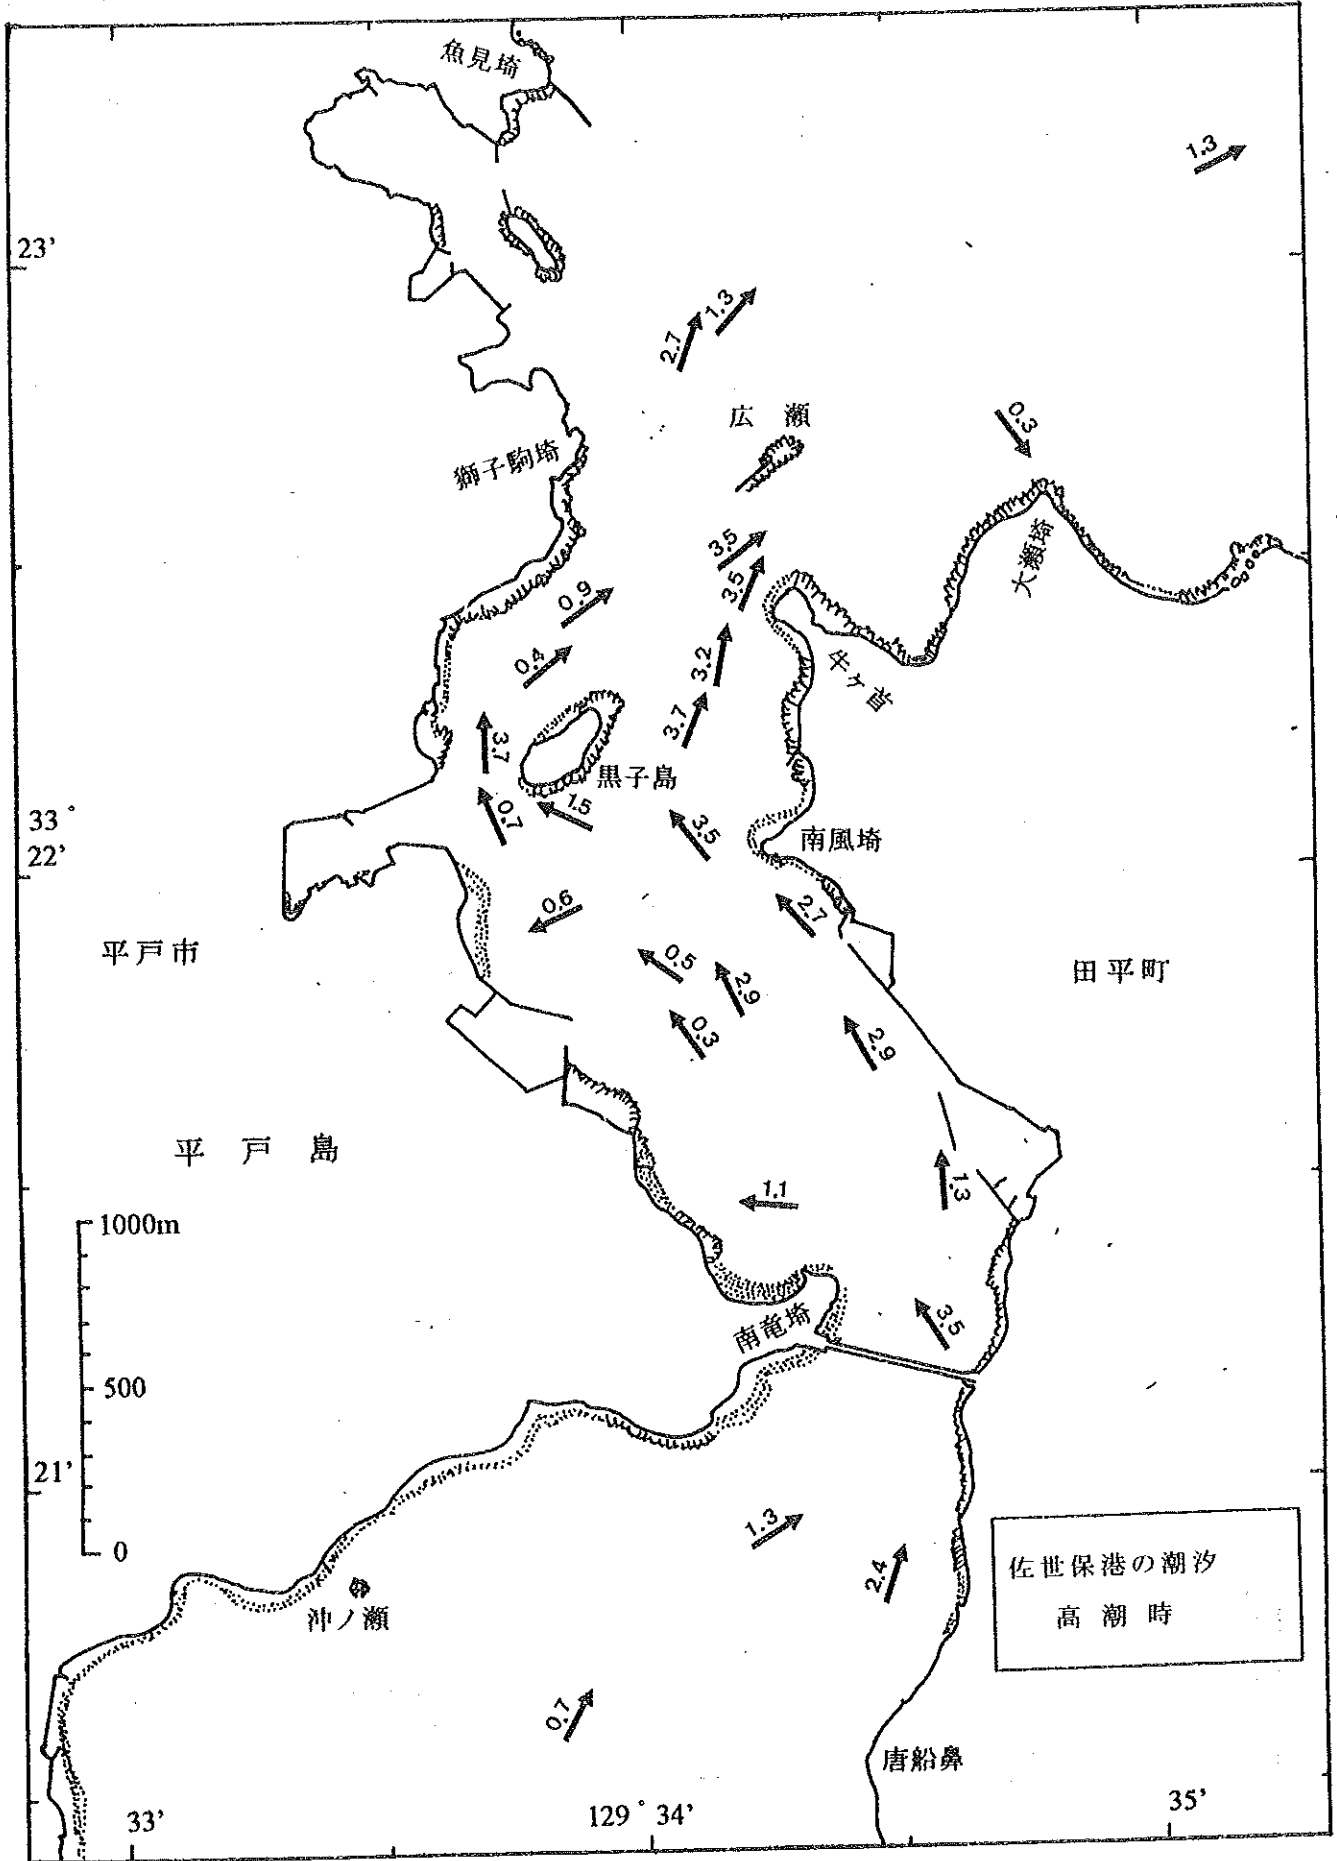 魚見埼
1.3
23'
1.3
2.7
広瀬
0.3
獅子駒埼
3.5
大瀬埼
3.5
0.9
3.2
牛ヶ首
0.4
3.7
3.7
黒子島
33°
22'
0.7
1.5
3.5
南風埼
0.6
2.7
平戸市
0.5
2.9
田平町
0.3
2.9
平戸島
1.1
1.3
1000m
南竜埼
3.5
500
21'
1.3
0
2.4
佐世保港の潮汐
高潮時
沖ノ瀬
0.7
唐船鼻
33'
129°34'
35'